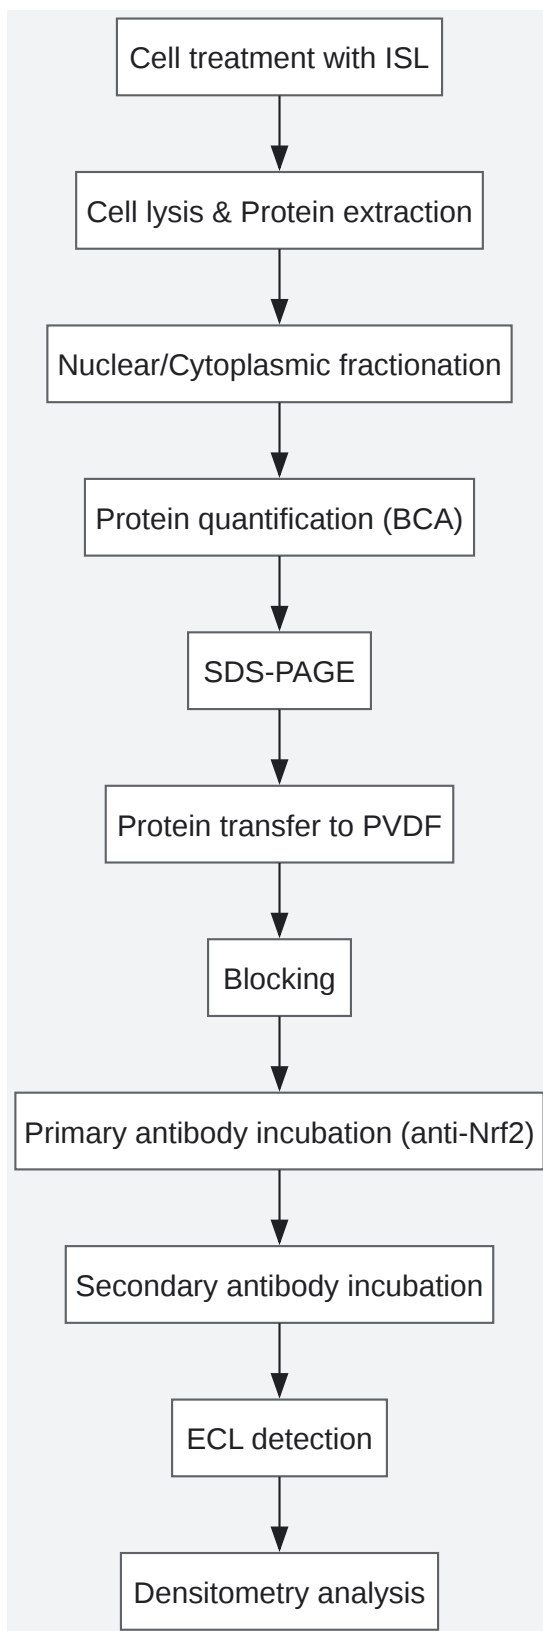 Cell treatment with ISL
Cell lysis & Protein extraction
Nuclear/Cytoplasmic fractionation
Protein quantification (BCA)
SDS-PAGE
Protein transfer to PVDF
Blocking
Primary antibody incubation (anti-Nrf2)
Secondary antibody incubation
ECL detection
Densitometry analysis